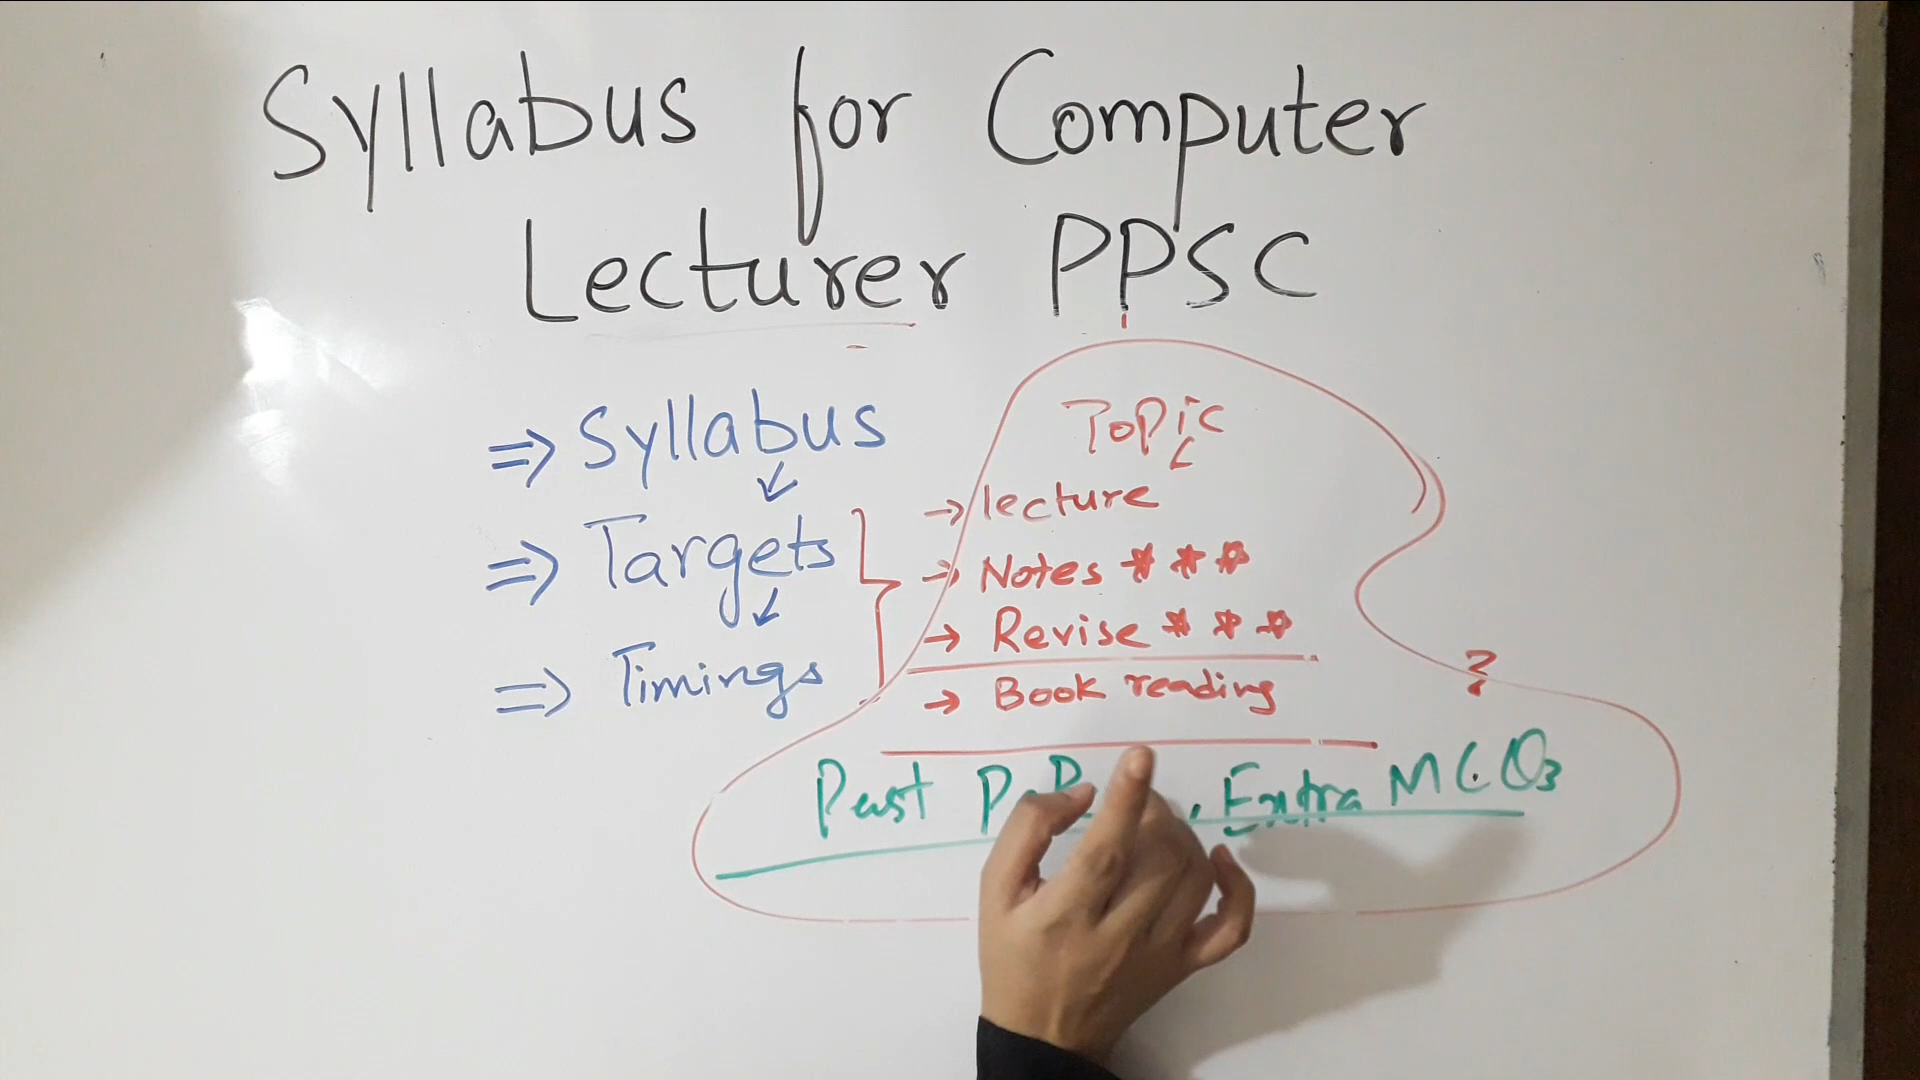 Syllabus for Computer
Lecturer PPSC
⇒ Syllabus
↙
⇒ Targets
↙
⇒ Timings
Topic
→ lecture
→ Notes ***
→ Revise ***
→ Book reading
?
Past , Extra MCQs